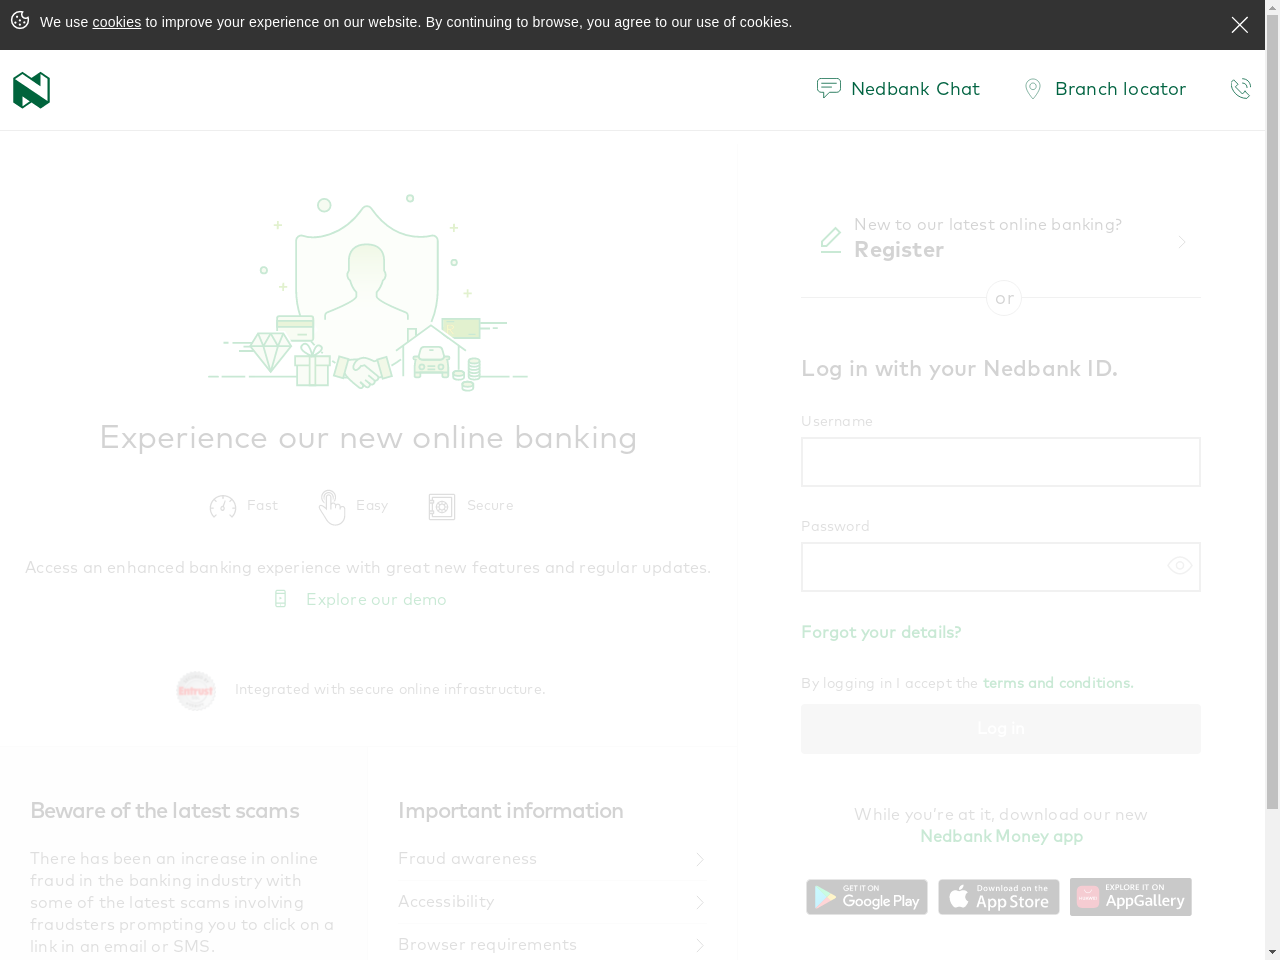 We use cookies to improve your experience on our website. By continuing to browse, you agree to our use of cookies.
Nedbank Chat
Branch locator
New to our latest online banking?
Register
or
Log in with your Nedbank ID.
Username
Password
Forgot your details?
By logging in I accept the terms and conditions.
Log in
While you're at it, download our new
Nedbank Money app
GET IT ON
Google Play
Download on the
App Store
EXPLORE IT ON
AppGallery
Experience our new online banking
Fast
Easy
Secure
Access an enhanced banking experience with great new features and regular updates.
Explore our demo
Entrust
Integrated with secure online infrastructure.
Beware of the latest scams
There has been an increase in online
fraud in the banking industry with
some of the latest scams involving
fraudsters prompting you to click on a
link in an email or SMS.
Important information
Fraud awareness
Accessibility
Browser requirements